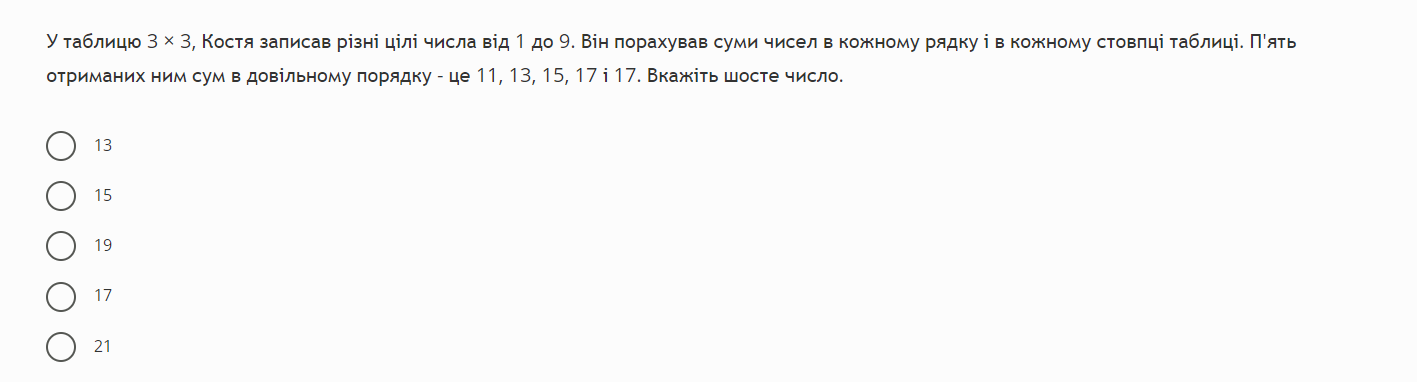 У таблицю 3 × 3, Костя записав різні цілі числа від 1 до 9. Він порахував суми чисел в кожному рядку і в кожному стовпці таблиці. П'ять
отриманих ним сум в довільному порядку - це 11, 13, 15, 17 і 17. Вкажіть шосте число.
13
15
19
17
21